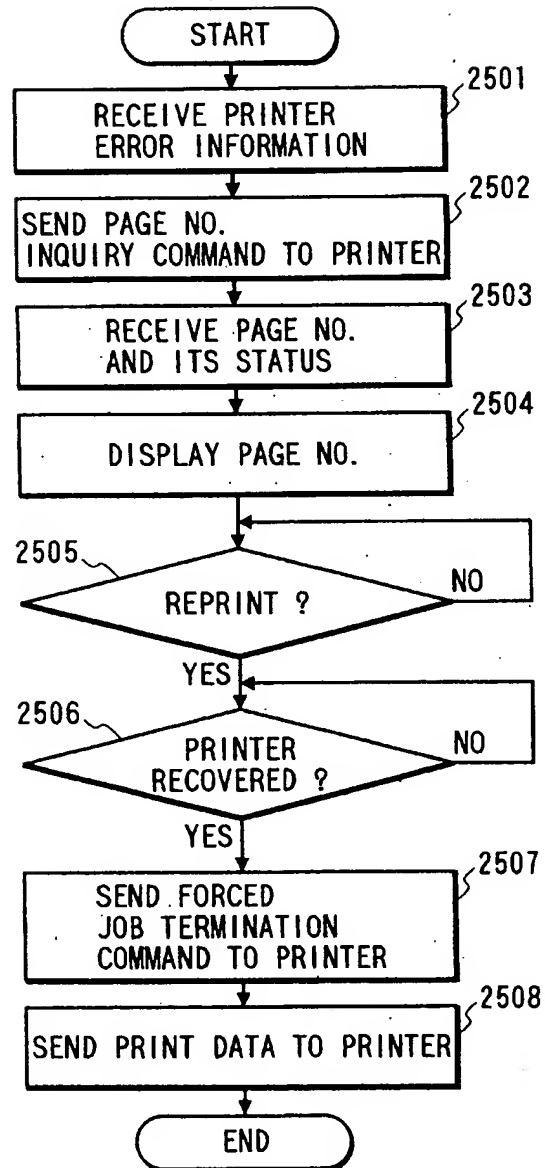 START
2501
RECEIVE PRINTER
ERROR INFORMATION
2502
SEND PAGE NO.
INQUIRY COMMAND TO PRINTER
2503
RECEIVE PAGE NO.
AND ITS STATUS
2504
DISPLAY PAGE NO.
2505
REPRINT ?
NO
YES
2506
PRINTER
RECOVERED ?
NO
YES
2507
SEND FORCED
JOB TERMINATION
COMMAND TO PRINTER
2508
SEND PRINT DATA TO PRINTER
END